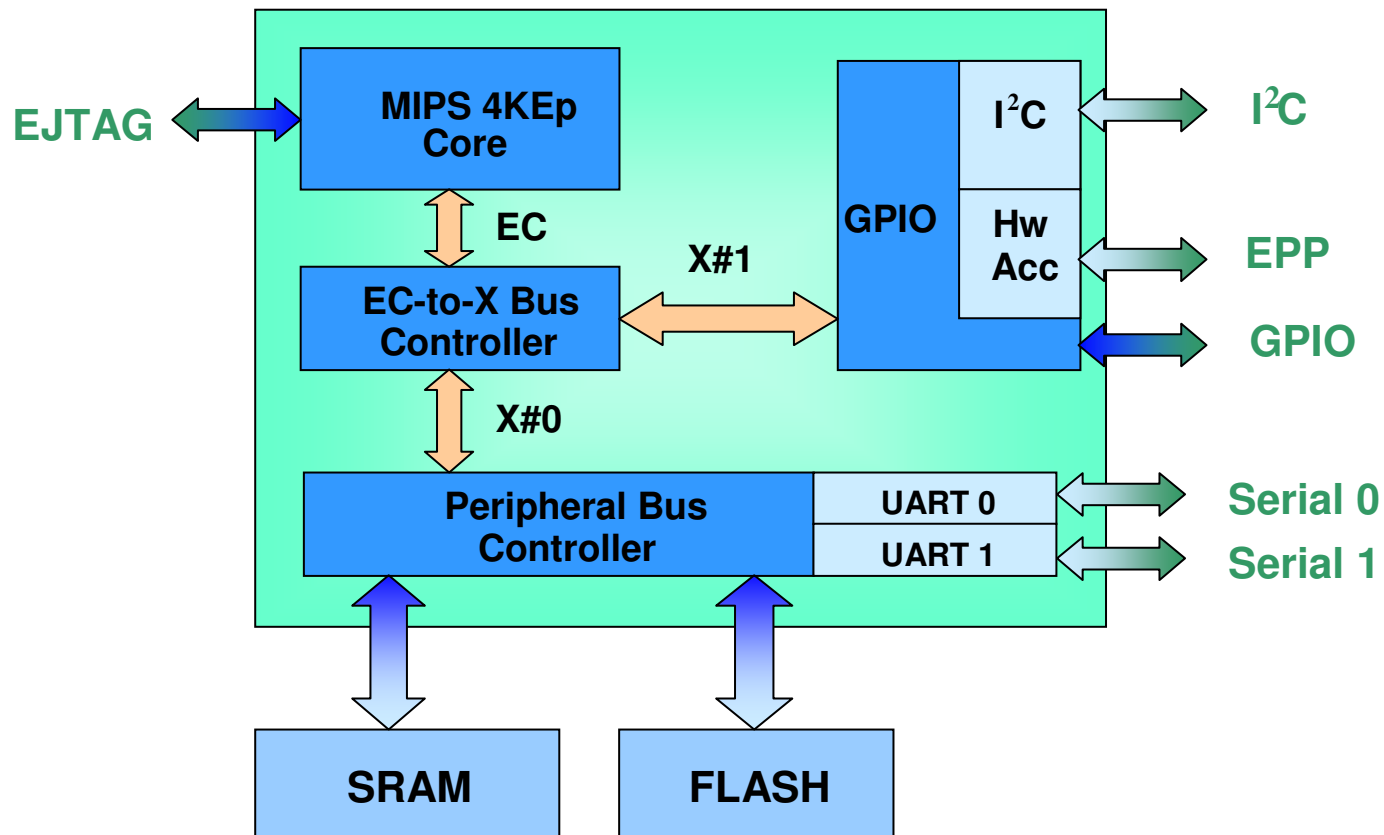 MIPS 4KEp
Core
EJTAG
I²C
I²C
EC
GPIO
Hw
Acc
EPP
X#1
EC-to-X Bus
Controller
GPIO
X#0
Peripheral Bus
Controller
UART 0
Serial 0
UART 1
Serial 1
SRAM
FLASH